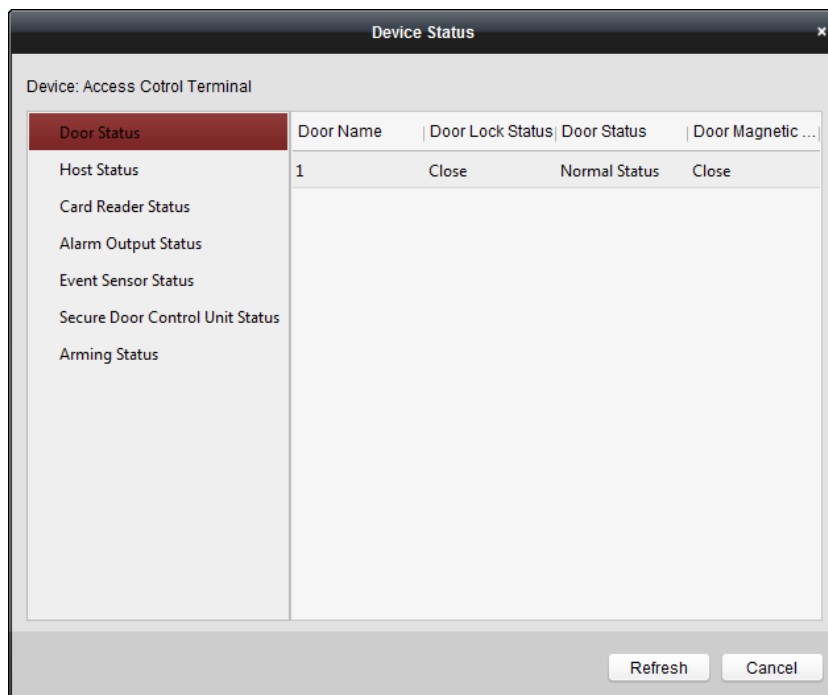 Device Status
×
Device: Access Cotrol Terminal
Door Status
Host Status
Card Reader Status
Alarm Output Status
Event Sensor Status
Secure Door Control Unit Status
Arming Status
Door Name Door Lock Status Door Status Door Magnetic ...
1 Close Normal Status Close
Refresh Cancel